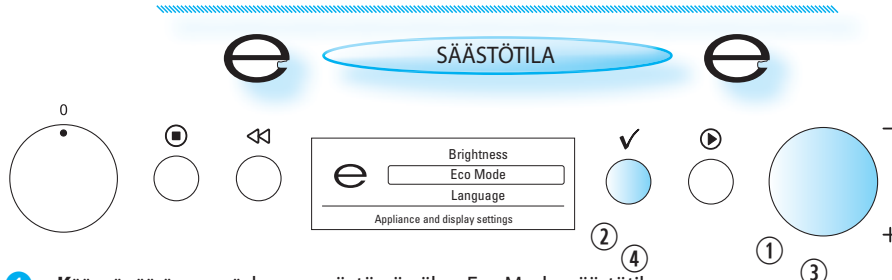 SÄÄSTÖTILA
0
Brightness
Eco Mode
Language
Appliance and display settings
−
+
② ④ ① ③